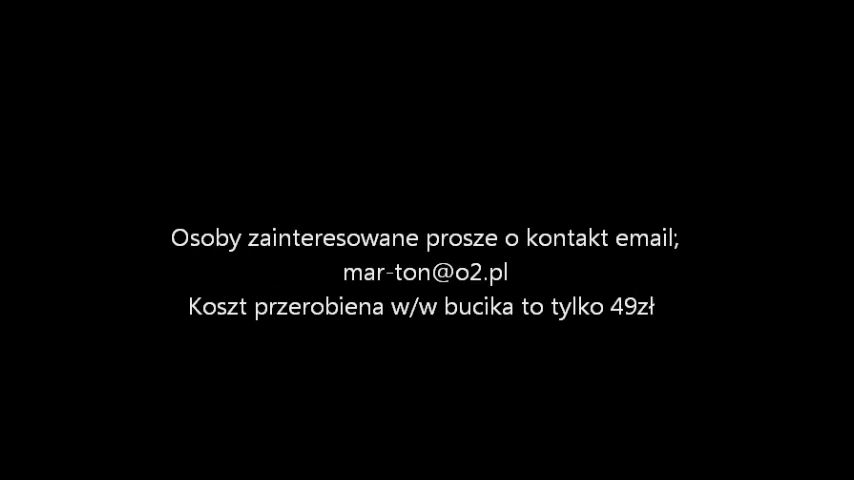 Osoby zainteresowane prosze o kontakt email;
mar-ton@o2.pl
Koszt przerobiena w/w bucika to tylko 49zł